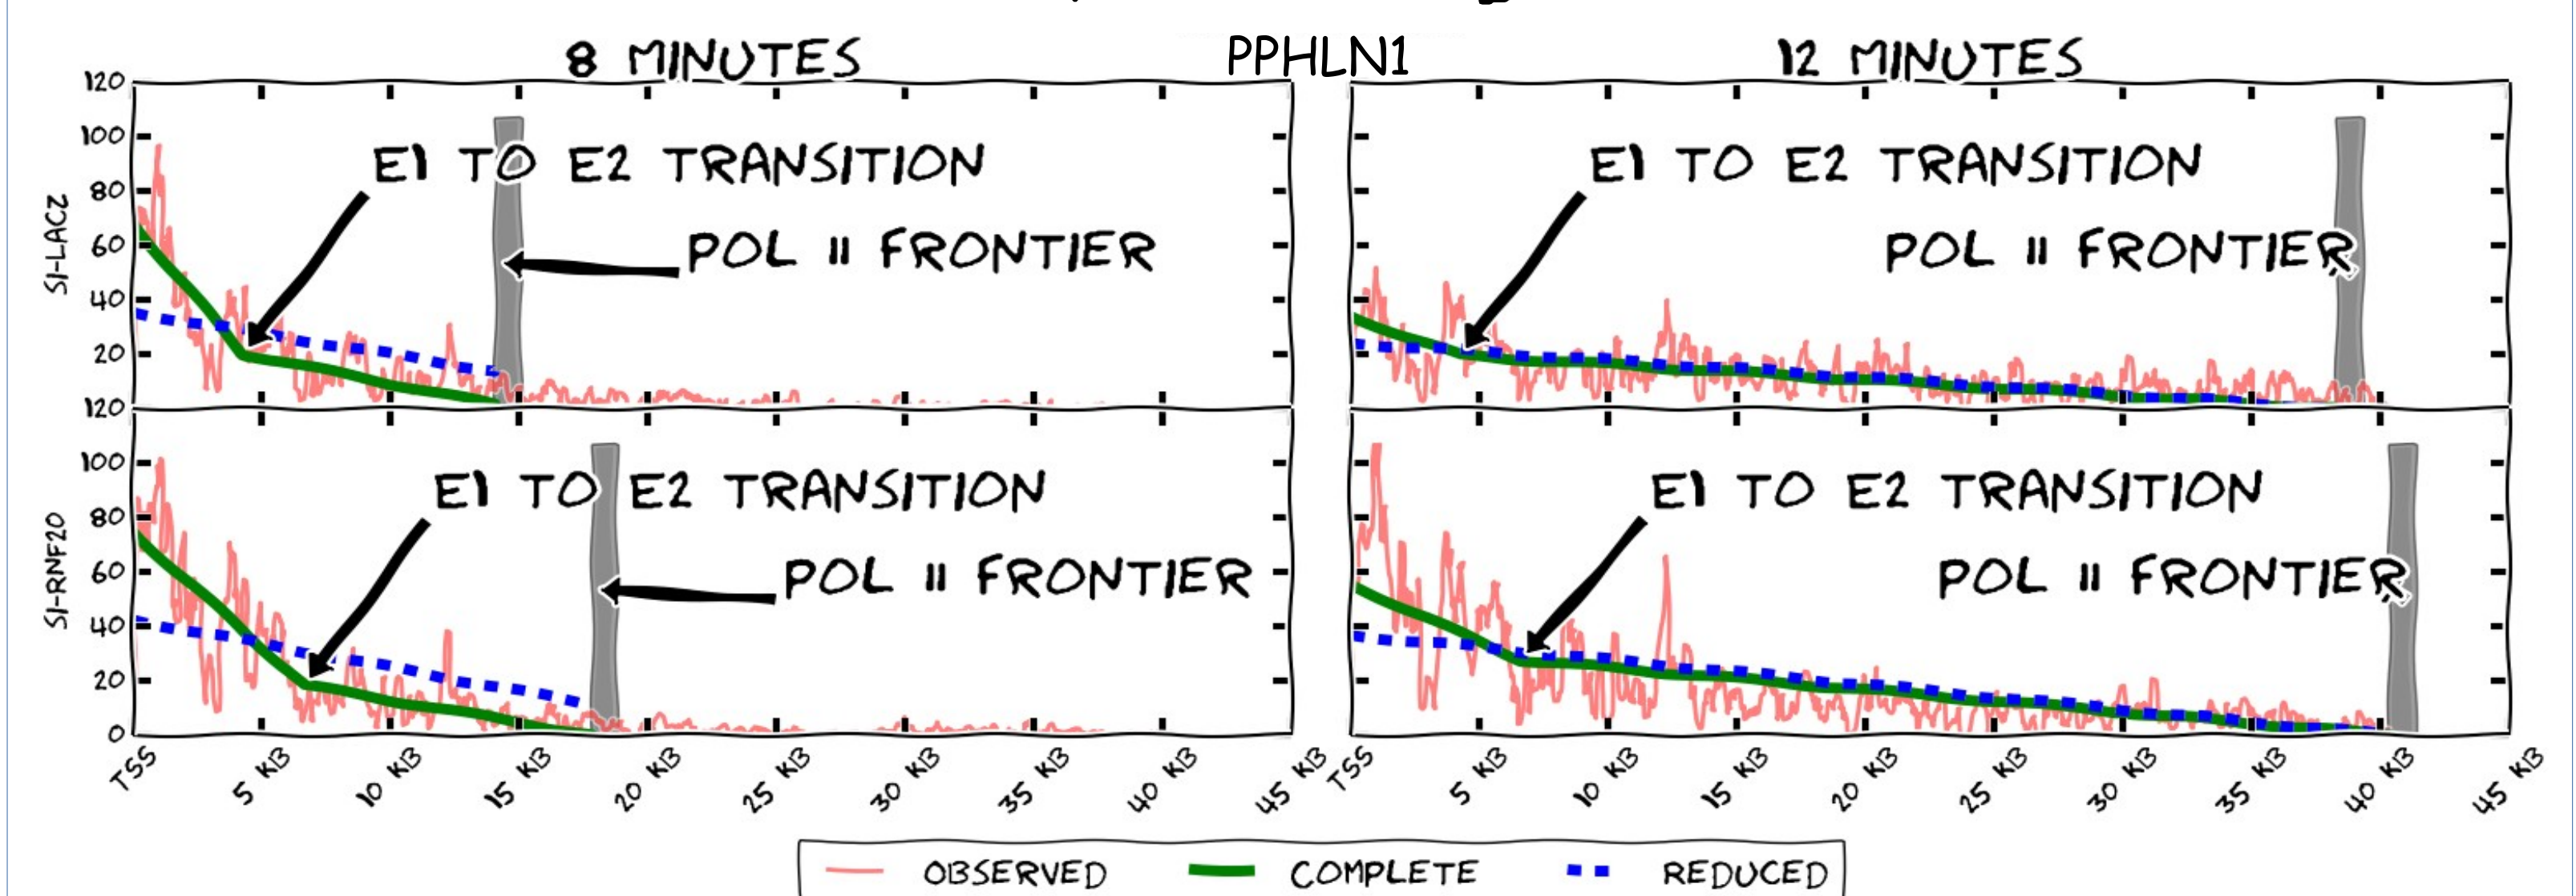 8 MINUTES
PPHLN1
12 MINUTES
120
100
80
60
40
20
SI-LACZ
E1 TO E2 TRANSITION
POL II FRONTIER
E1 TO E2 TRANSITION
POL II FRONTIER
120
100
80
60
40
20
0
SI-RNF20
E1 TO E2 TRANSITION
POL II FRONTIER
E1 TO E2 TRANSITION
POL II FRONTIER
TSS 5 KB 10 KB 15 KB 20 KB 25 KB 30 KB 35 KB 40 KB 45 KB
TSS 5 KB 10 KB 15 KB 20 KB 25 KB 30 KB 35 KB 40 KB 45 KB
OBSERVED COMPLETE REDUCED